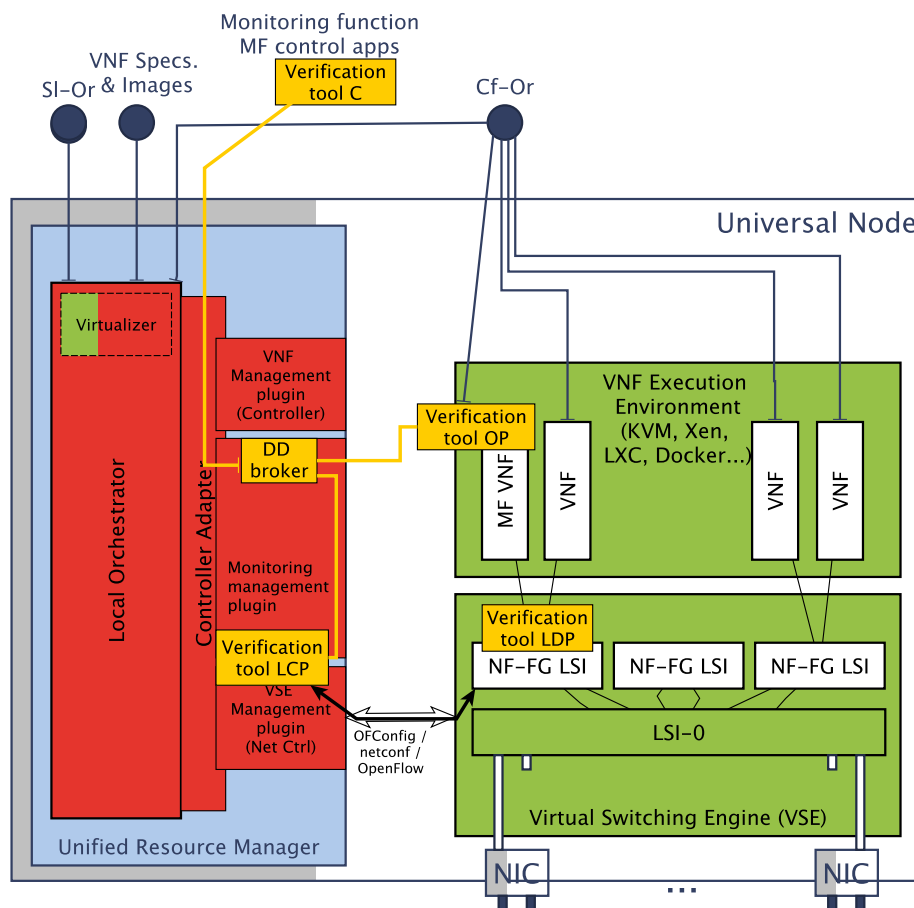 Monitoring function
MF control apps
VNF Specs.
& Images
Sl-Or
Verification
tool C
Cf-Or
Universal Node
Virtualizer
VNF
Management
plugin
(Controller)
VNF Execution
Environment
(KVM, Xen,
LXC, Docker...)
Verification
tool OP
DD
broker
Local Orchestrator
Controller Adapter
MF VNF
VNF
VNF
VNF
Monitoring
management
plugin
Verification
tool LCP
Verification
tool LDP
NF-FG LSI
NF-FG LSI
NF-FG LSI
VSE
Management
plugin
(Net Ctrl)
OFConfig /
netconf /
OpenFlow
LSI-0
Virtual Switching Engine (VSE)
Unified Resource Manager
NIC
...
NIC